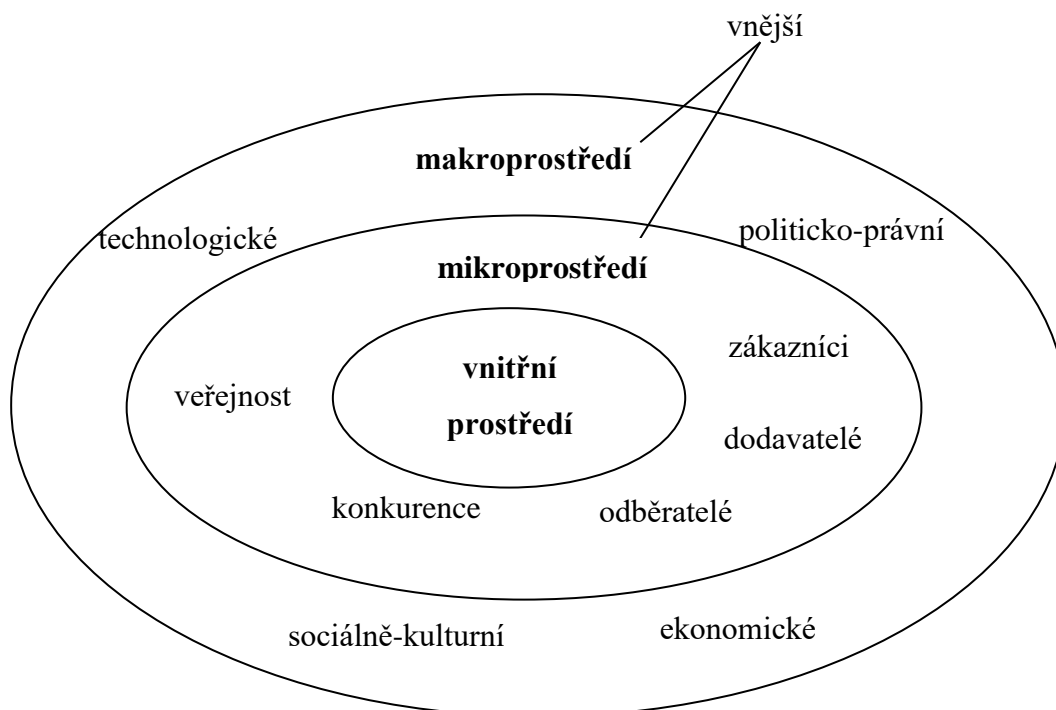 vnější
makroprostředí
technologické
politicko-právní
mikroprostředí
zákazníci
vnitřní
prostředí
veřejnost
dodavatelé
konkurence
odběratelé
sociálně-kulturní
ekonomické